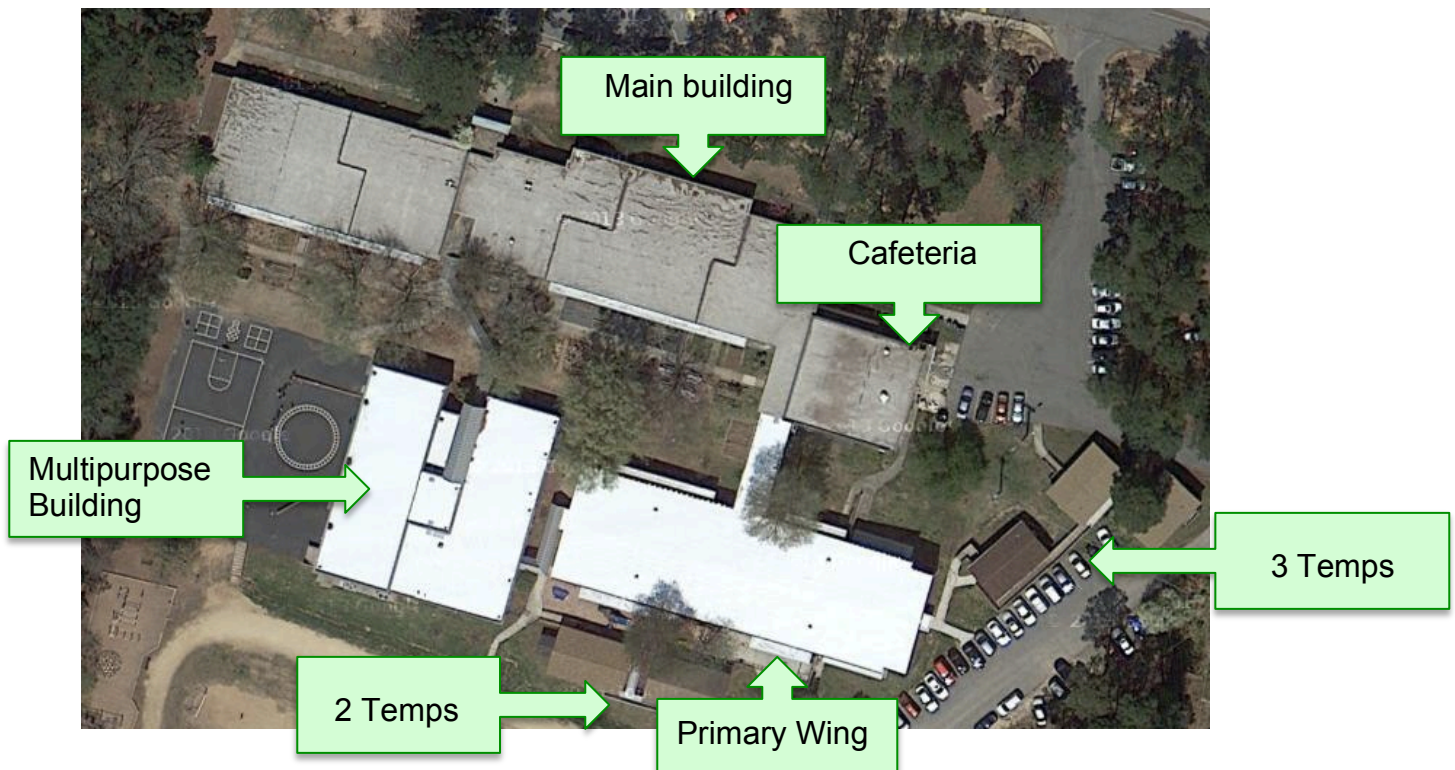 Main building
Cafeteria
Multipurpose
Building
3 Temps
2 Temps
Primary Wing